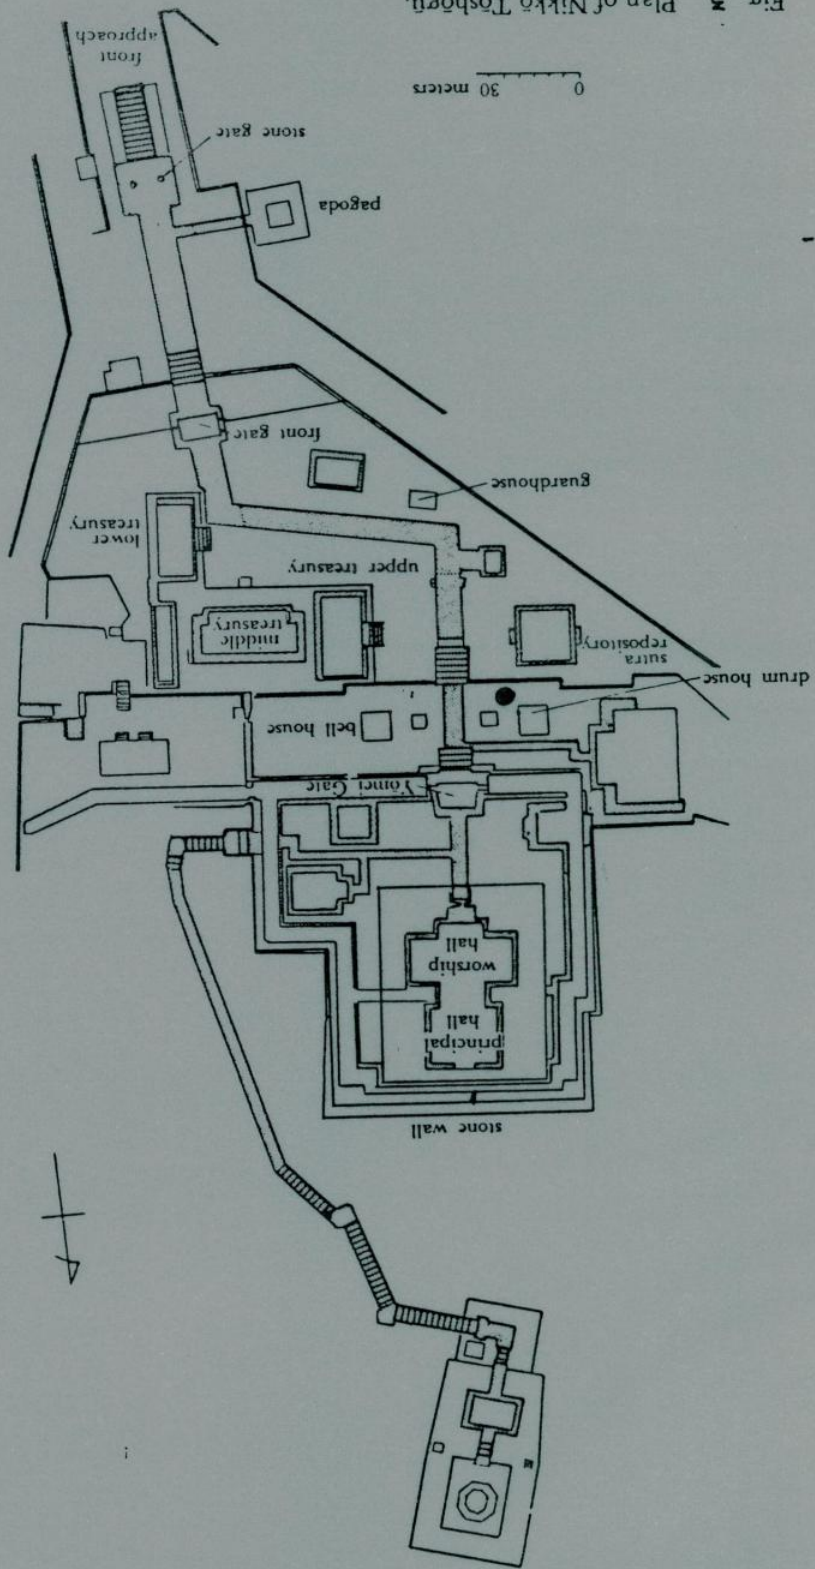 stone wall
principal
hall
worship
hall
Yōmei Gate
bell house
drum house
sutra
repository
middle
treasury
upper treasury
lower
treasury
guardhouse
front gate
pagoda
stone gate
front
approach
0 30 meters
Fig. Plan of Nikkō Tōshōgū.